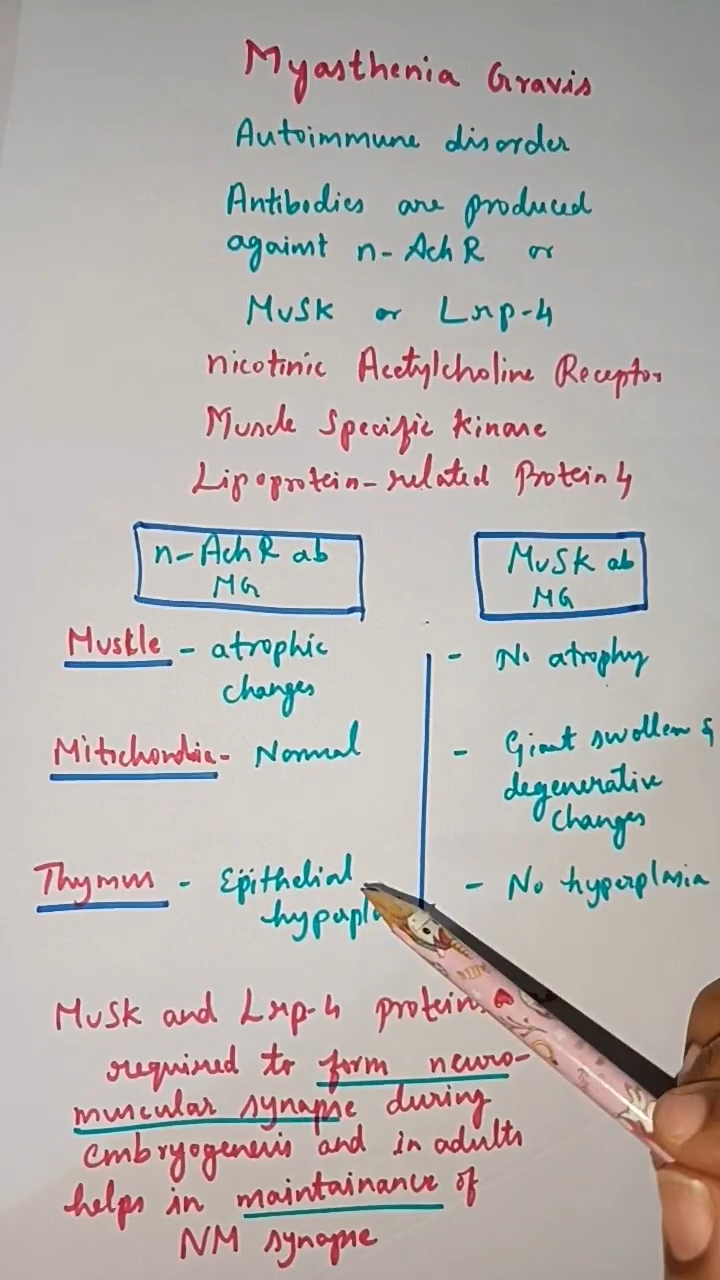 Myasthenia Gravis
Autoimmune disorder
Antibodies are produced
against n-AchR or
MuSK or Lrp-4
nicotinic Acetylcholine Receptor
Muscle Specific Kinase
Lipoprotein-related Protein 4
n-AchR ab
MG
MuSK ab
MG
Muscle - atrophic
changes
- No atrophy
Mitochondia - Normal
- Giant swollen &
degenerative
changes
Thymus - Epithelial
- No hyperplasia
MuSK and Lrp-4 proteins
required to form neuro-
muscular synapse during
embryogenesis and in adults
helps in maintainance of
NM synapse